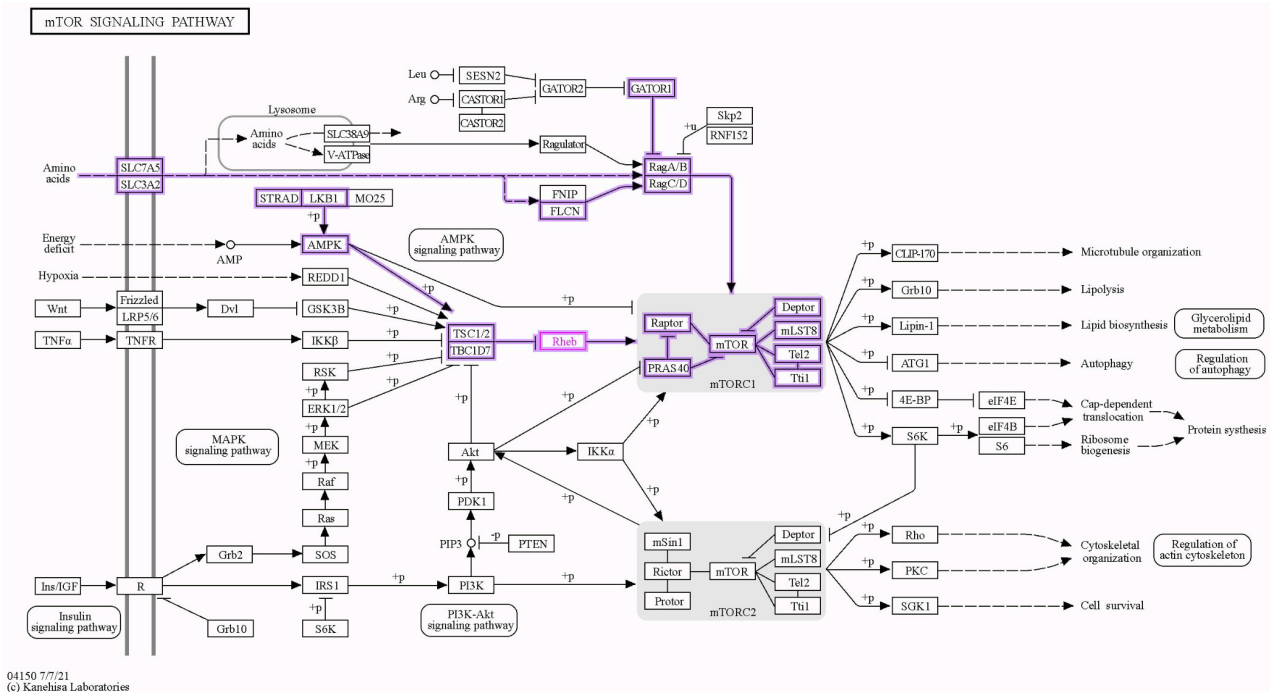 mTOR SIGNALING PATHWAY
Leu
SESN2
GATOR2
GATOR1
Arg
CASTOR1
CASTOR2
Lysosome
Amino
acids
SLC38A9
V-ATPase
Ragulator
Skp2
RNF152
+u
RagA/B
RagC/D
Amino
acids
SLC7A5
SLC3A2
STRAD
LKB1
MO25
FNIP
FLCN
+p
Energy
deficit
AMP
AMPK
AMPK
signaling pathway
+p
+p
Hypoxia
REDD1
Wnt
Frizzled
LRP5/6
Dvl
GSK3B
+p
TNFα
TNFR
IKKβ
+p
TSC1/2
TBC1D7
Rheb
RSK
+p
+p
ERK1/2
+p
+p
MEK
+p
Raf
Ras
SOS
MAPK
signaling pathway
Raptor
PRAS40
mTOR
Deptor
mLST8
Tel2
Tti1
mTORC1
+p
CLIP-170
Microtubule organization
+p
Grb10
Lipolysis
+p
Lipin-1
Lipid biosynthesis
Glycerolipid
metabolism
+p
ATG1
Autophagy
Regulation
of autophagy
+p
4E-BP
eIF4E
Cap-dependent
translocation
+p
S6K
+p
eIF4B
S6
Ribosome
biogenesis
Protein systhesis
+p
+p
Akt
IKKα
+p
+p
+p
+p
PDK1
PIP3
-p
PTEN
Grb2
Ins/IGF
R
IRS1
+p
PI3K
+p
Insulin
signaling pathway
Grb10
+p
S6K
PI3K-Akt
signaling pathway
mSin1
Rictor
Protor
mTOR
Deptor
mLST8
Tel2
Tti1
mTORC2
+p
+p
Rho
Cytoskeletal
organization
Regulation of
actin cytoskeleton
+p
PKC
+p
SGK1
Cell survival
04150 7/7/21
(c) Kanehisa Laboratories